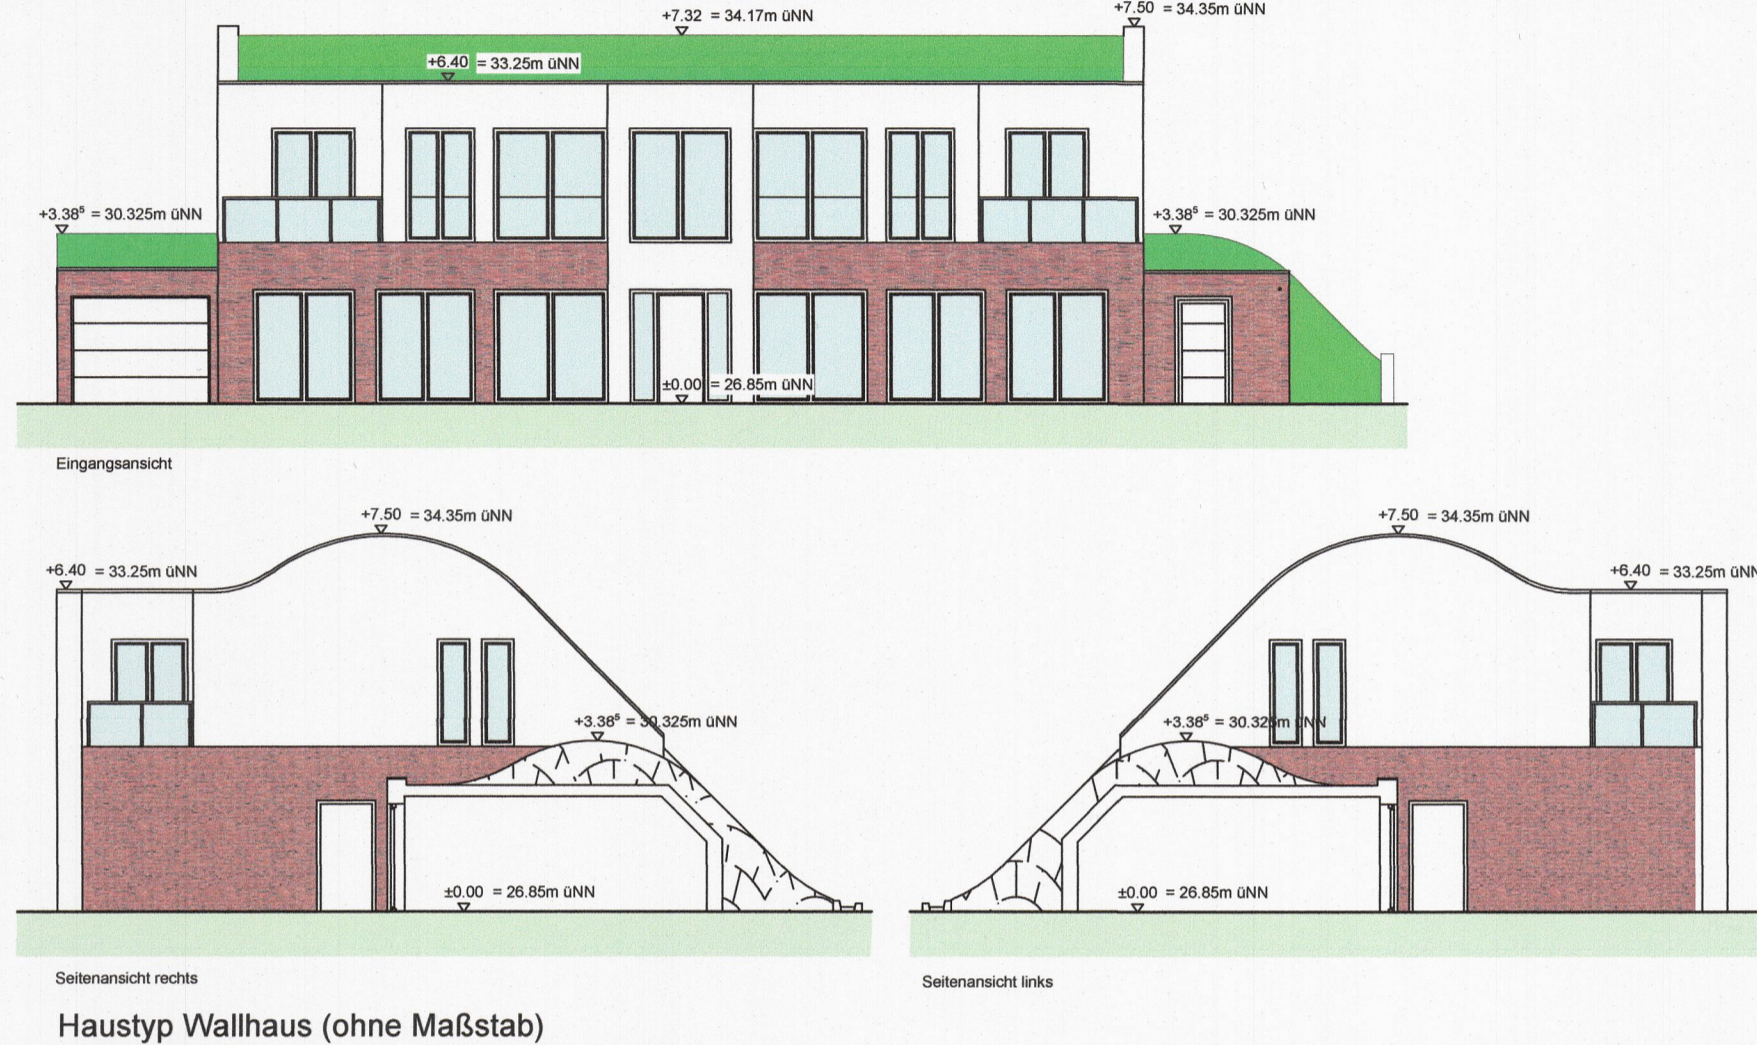 +7.32 = 34.17m üNN
+7.50 = 34.35m üNN
+6.40 = 33.25m üNN
+3.38⁵ = 30.325m üNN
+3.38⁵ = 30.325m üNN
±0.00 = 26.85m üNN
Eingangsansicht
+7.50 = 34.35m üNN
+6.40 = 33.25m üNN
+3.38⁵ = 30.325m üNN
±0.00 = 26.85m üNN
Seitenansicht rechts
+7.50 = 34.35m üNN
+6.40 = 33.25m üNN
+3.38⁵ = 30.325m üNN
±0.00 = 26.85m üNN
Seitenansicht links
Haustyp Wallhaus (ohne Maßstab)